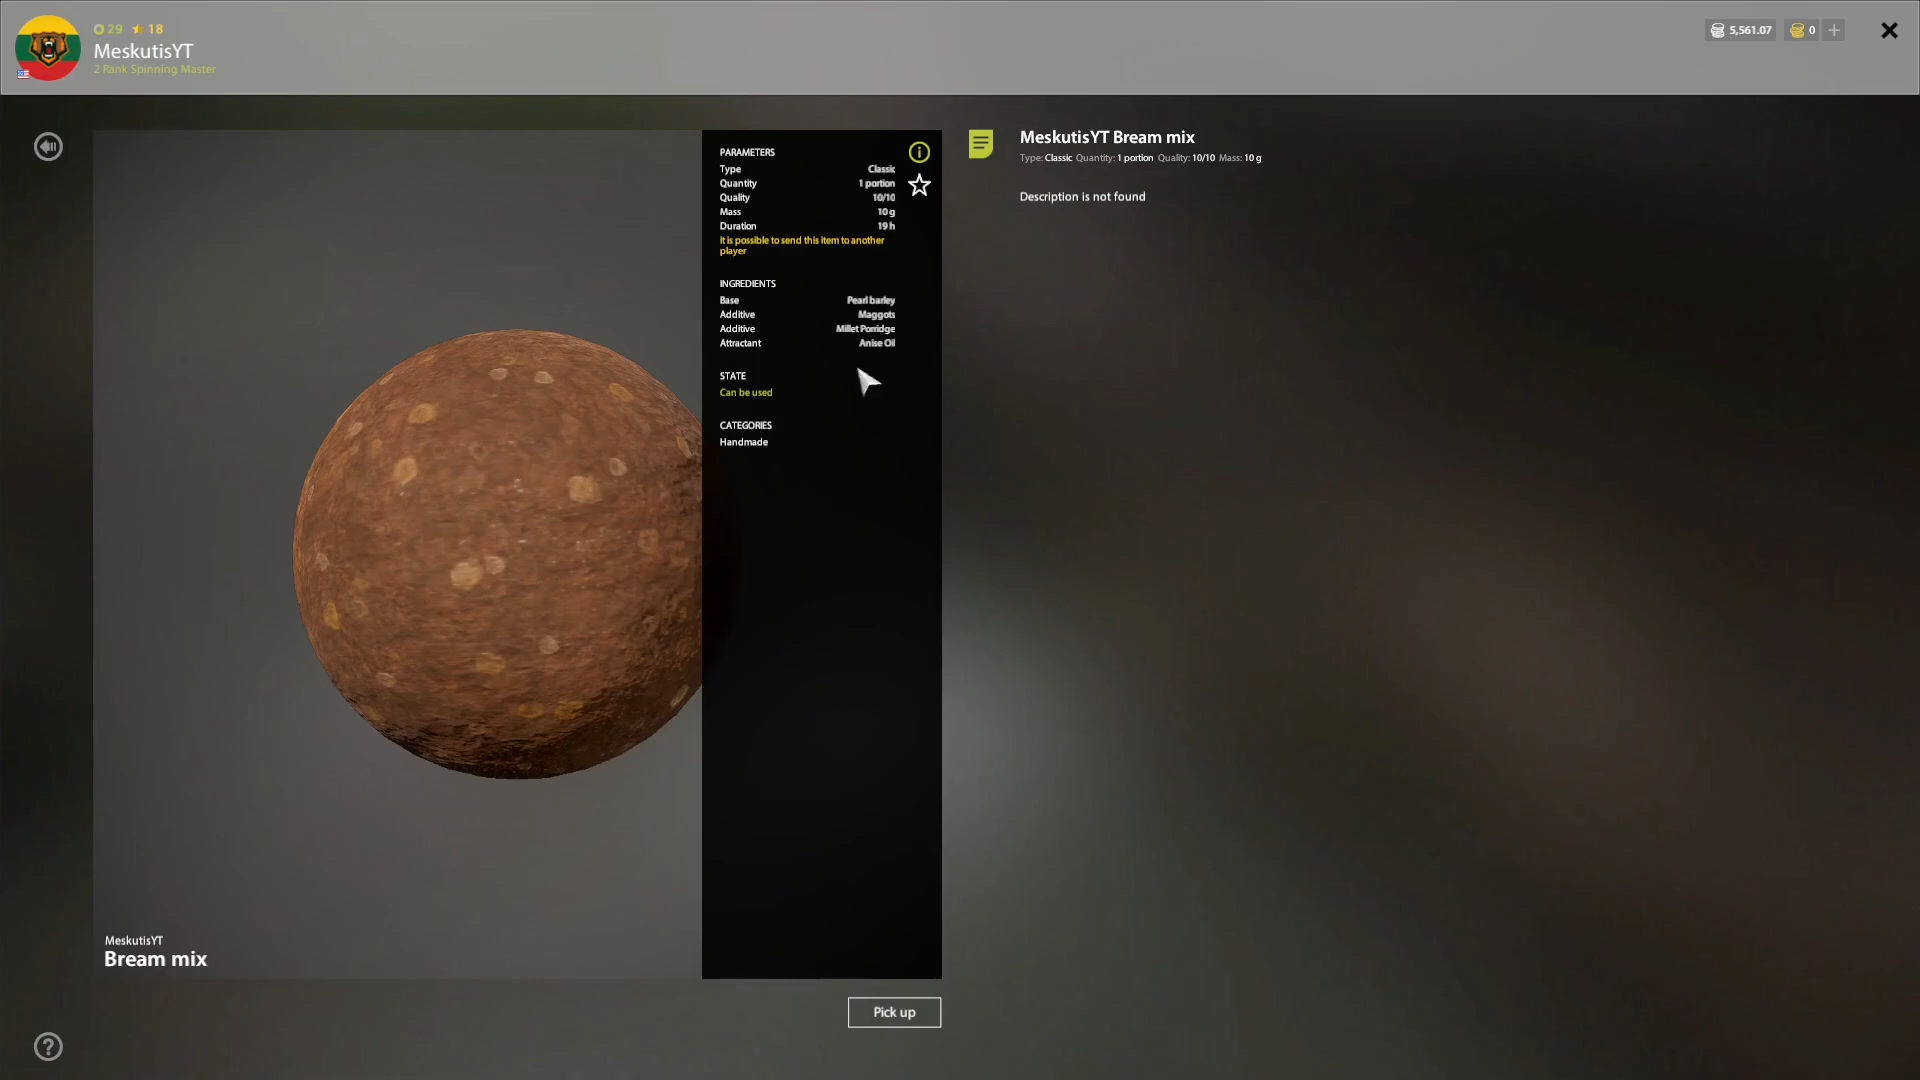 29 18
MeskutisYT
2 Rank Spinning Master
5,561.07 0
PARAMETERS
Type Classic
Quantity 1 portion
Quality 10/10
Mass 10 g
Duration 19 h
It is possible to send this item to another
player
INGREDIENTS
Base Pearl barley
Additive Maggots
Additive Millet Porridge
Attractant Anise Oil
STATE
Can be used
CATEGORIES
Handmade
MeskutisYT
Bream mix
Pick up
MeskutisYT Bream mix
Type: Classic Quantity: 1 portion Quality: 10/10 Mass: 10 g
Description is not found